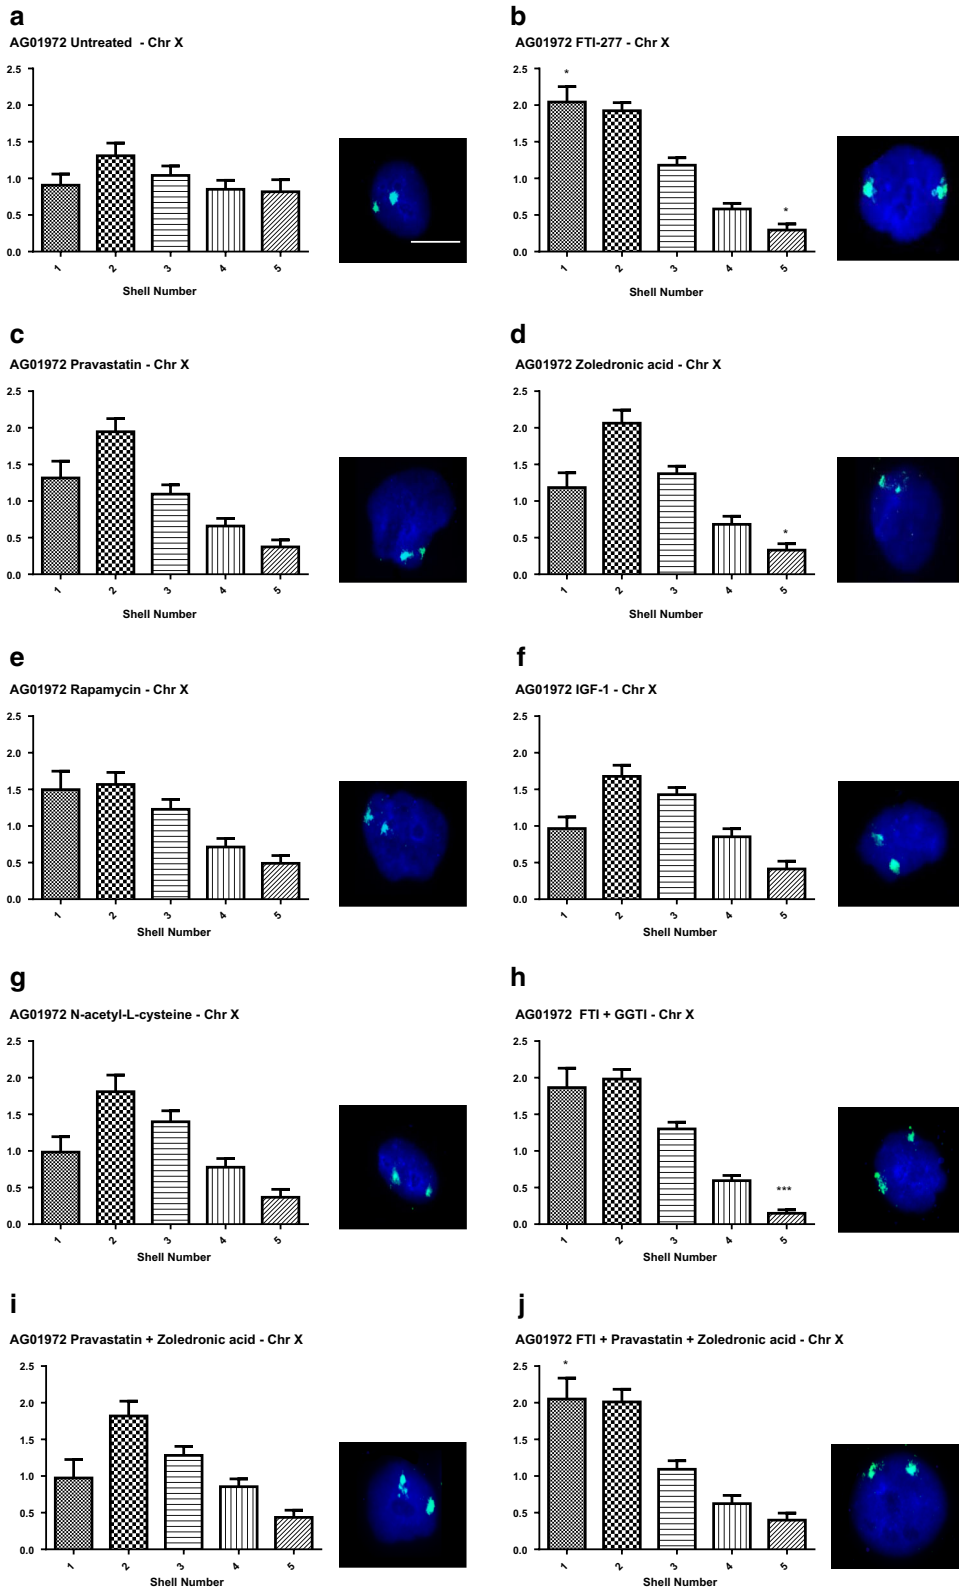 a
AG01972 Untreated - Chr X
2.5
2.0
1.5
1.0
0.5
0.0
1 2 3 4 5
Shell Number
b
AG01972 FTI-277 - Chr X
2.5
2.0
1.5
1.0
0.5
0.0
*
*
1 2 3 4 5
Shell Number
c
AG01972 Pravastatin - Chr X
2.5
2.0
1.5
1.0
0.5
0.0
1 2 3 4 5
Shell Number
d
AG01972 Zoledronic acid - Chr X
2.5
2.0
1.5
1.0
0.5
0.0
*
1 2 3 4 5
Shell Number
e
AG01972 Rapamycin - Chr X
2.5
2.0
1.5
1.0
0.5
0.0
1 2 3 4 5
Shell Number
f
AG01972 IGF-1 - Chr X
2.5
2.0
1.5
1.0
0.5
0.0
1 2 3 4 5
Shell Number
g
AG01972 N-acetyl-L-cysteine - Chr X
2.5
2.0
1.5
1.0
0.5
0.0
1 2 3 4 5
Shell Number
h
AG01972 FTI + GGTI - Chr X
2.5
2.0
1.5
1.0
0.5
0.0
***
1 2 3 4 5
Shell Number
i
AG01972 Pravastatin + Zoledronic acid - Chr X
2.5
2.0
1.5
1.0
0.5
0.0
1 2 3 4 5
Shell Number
j
AG01972 FTI + Pravastatin + Zoledronic acid - Chr X
2.5
2.0
1.5
1.0
0.5
0.0
*
1 2 3 4 5
Shell Number